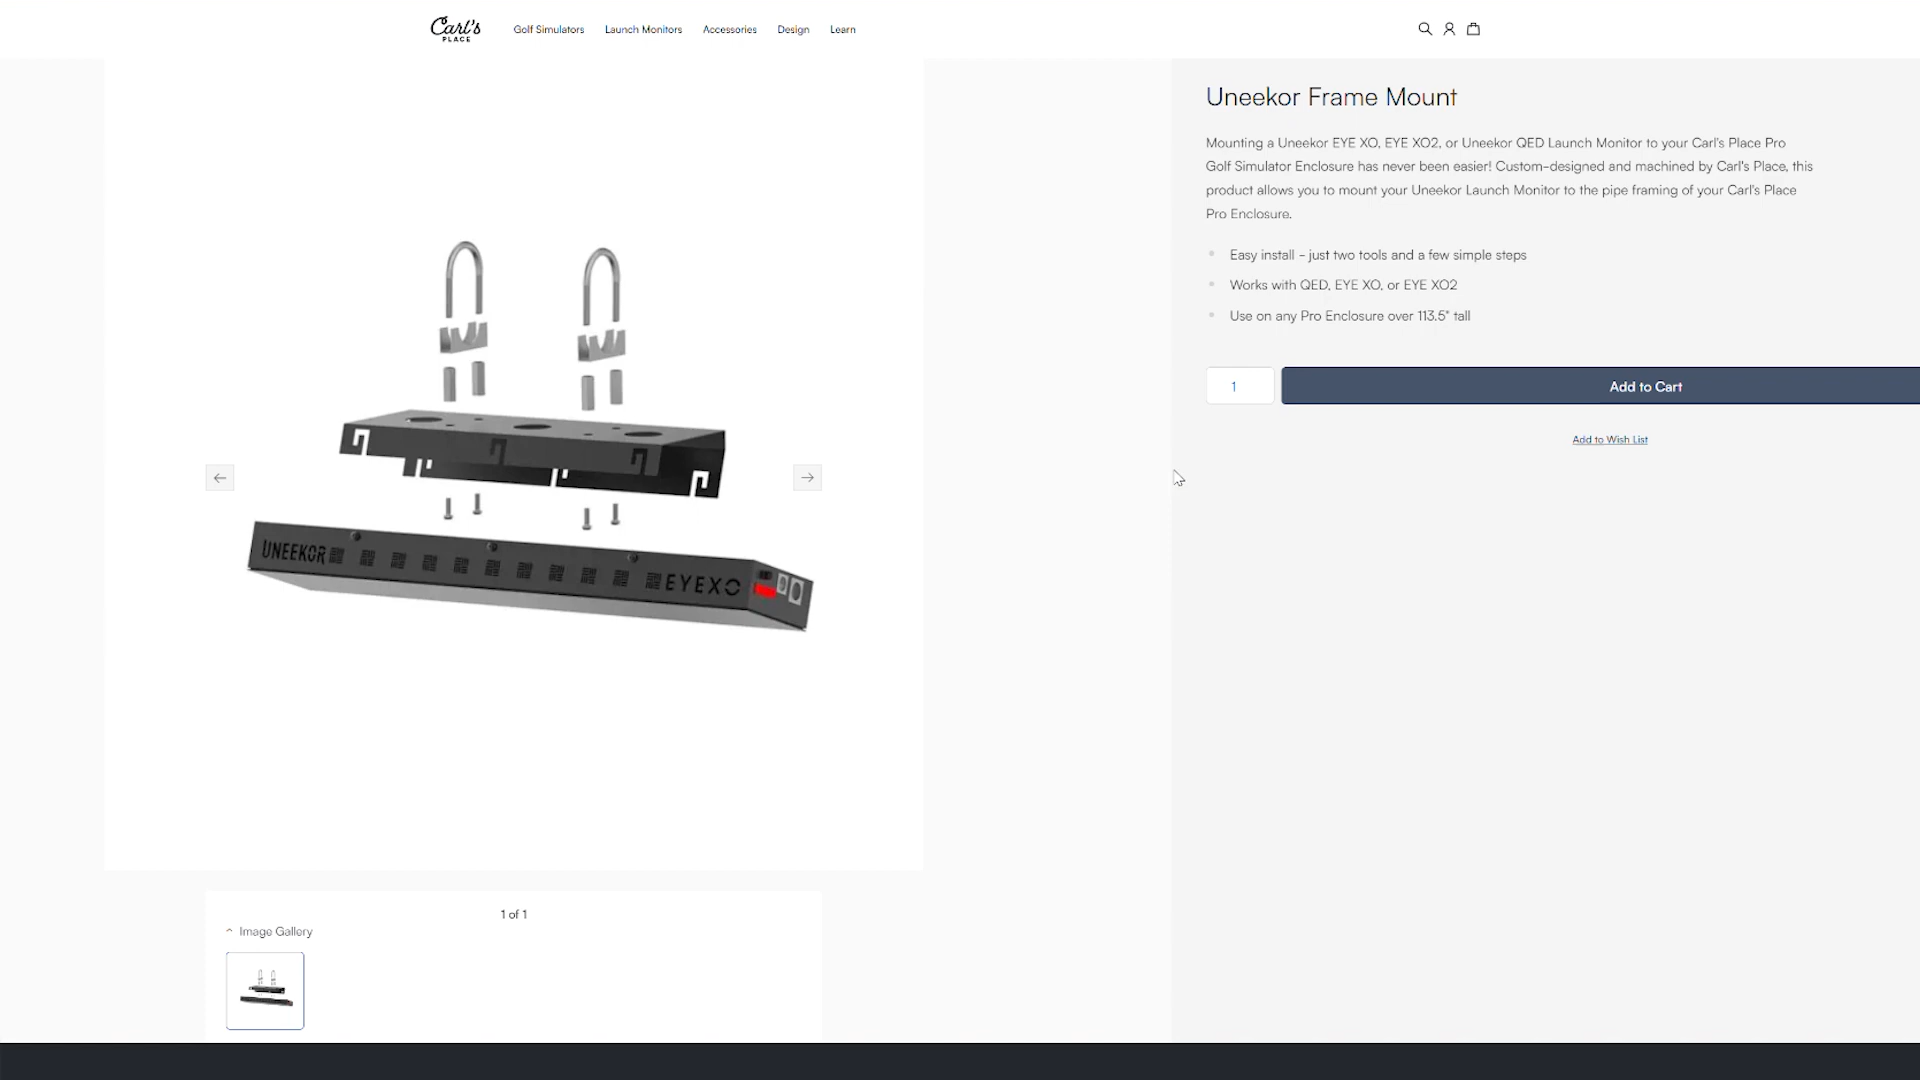 Carl's
PLACE
Golf Simulators
Launch Monitors
Accessories
Design
Learn
Uneekor Frame Mount
Mounting a Uneekor EYE XO, EYE XO2, or Uneekor QED Launch Monitor to your Carl's Place Pro
Golf Simulator Enclosure has never been easier! Custom-designed and machined by Carl's Place, this
product allows you to mount your Uneekor Launch Monitor to the pipe framing of your Carl's Place
Pro Enclosure.
Easy install - just two tools and a few simple steps
Works with QED, EYE XO, or EYE XO2
Use on any Pro Enclosure over 113.5" tall
1
Add to Cart
Add to Wish List
UNEEKOR
EYEXO
1 of 1
Image Gallery